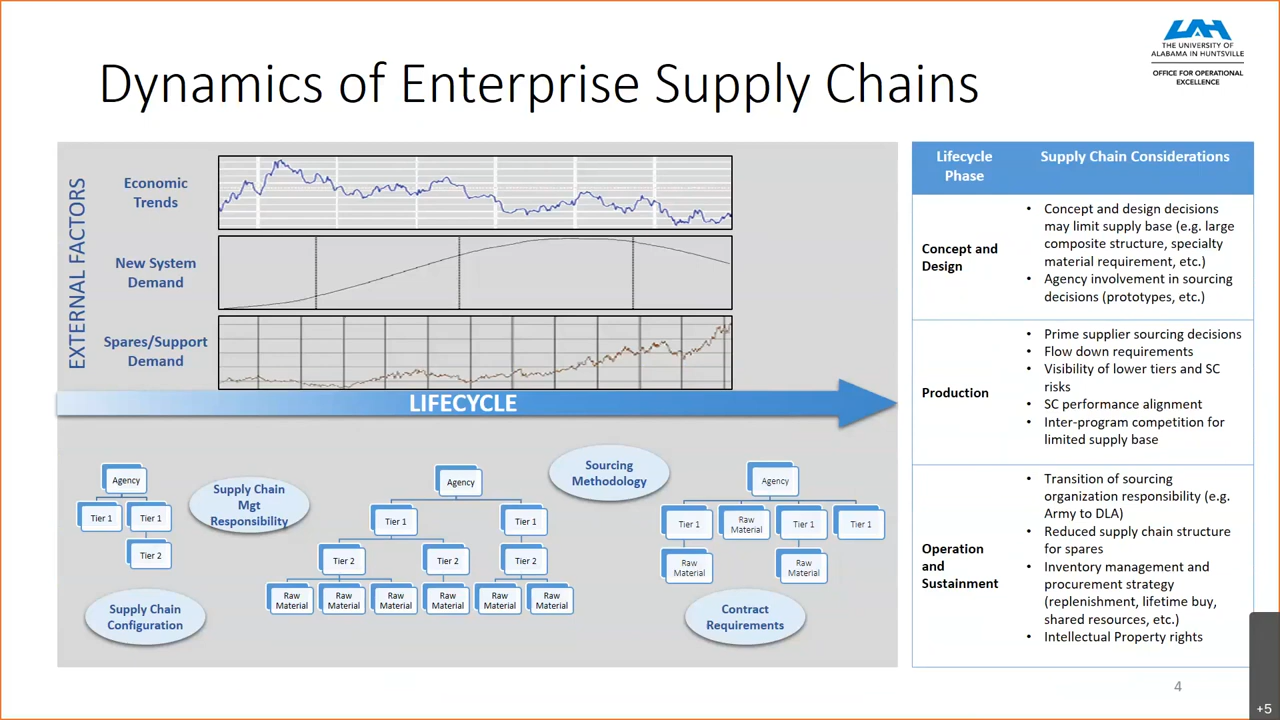 UAH
THE UNIVERSITY OF
ALABAMA IN HUNTSVILLE
OFFICE FOR OPERATIONAL
EXCELLENCE
Dynamics of Enterprise Supply Chains
EXTERNAL FACTORS
Economic
Trends
New System
Demand
Spares/Support
Demand
LIFECYCLE
Agency
Tier 1
Tier 1
Tier 2
Supply Chain
Mgt
Responsibility
Supply Chain
Configuration
Agency
Tier 1
Tier 1
Tier 2
Tier 2
Tier 2
Raw
Material
Raw
Material
Raw
Material
Raw
Material
Raw
Material
Raw
Material
Sourcing
Methodology
Agency
Tier 1
Raw
Material
Tier 1
Tier 1
Raw
Material
Raw
Material
Contract
Requirements
Lifecycle
Phase
Supply Chain Considerations
Concept and
Design
• Concept and design decisions
may limit supply base (e.g. large
composite structure, specialty
material requirement, etc.)
• Agency involvement in sourcing
decisions (prototypes, etc.)
Production
• Prime supplier sourcing decisions
• Flow down requirements
• Visibility of lower tiers and SC
risks
• SC performance alignment
• Inter-program competition for
limited supply base
Operation
and
Sustainment
• Transition of sourcing
organization responsibility (e.g.
Army to DLA)
• Reduced supply chain structure
for spares
• Inventory management and
procurement strategy
(replenishment, lifetime buy,
shared resources, etc.)
• Intellectual Property rights
4
+5